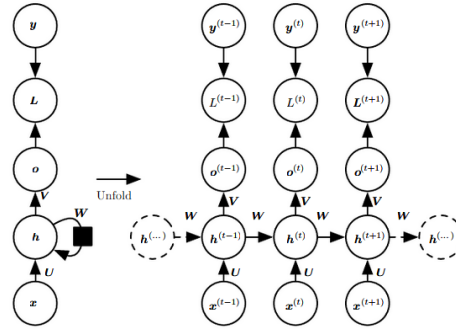 y y^(t−1) y^(t) y^(t+1)
L L^(t−1) L^(t) L^(t+1)
o o^(t−1) o^(t) o^(t+1)
Unfold
V V V V
W W W W W
h h^(...) h^(t−1) h^(t) h^(t+1) h^(...)
U U U U
x x^(t−1) x^(t) x^(t+1)